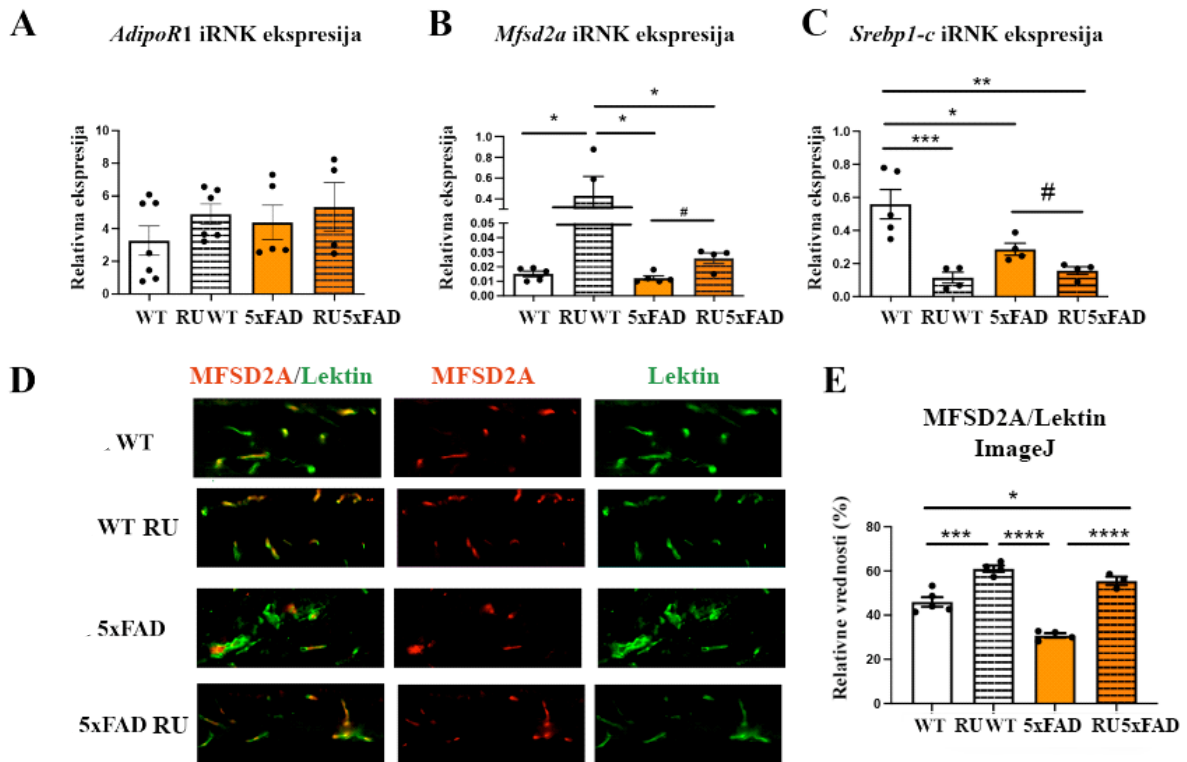 A
AdipoR1 iRNK ekspresija
Relativna ekspresija
10
8
6
4
2
0
WT RU WT 5xFAD RU5xFAD
B
Mfsd2a iRNK ekspresija
Relativna ekspresija
*
* *
#
1.0
0.8
0.6
0.4
0.05
0.04
0.03
0.02
0.01
0.00
WT RU WT 5xFAD RU5xFAD
C
Srebp1-c iRNK ekspresija
Relativna ekspresija
**
*
***
#
1.0
0.8
0.6
0.4
0.2
0.0
WT RU WT 5xFAD RU5xFAD
D
MFSD2A/Lektin MFSD2A Lektin
WT
WT RU
5xFAD
5xFAD RU
E
MFSD2A/Lektin
ImageJ
Relativne vrednosti (%)
*
*** **** ****
80
60
40
20
0
WT RU WT 5xFAD RU5xFAD